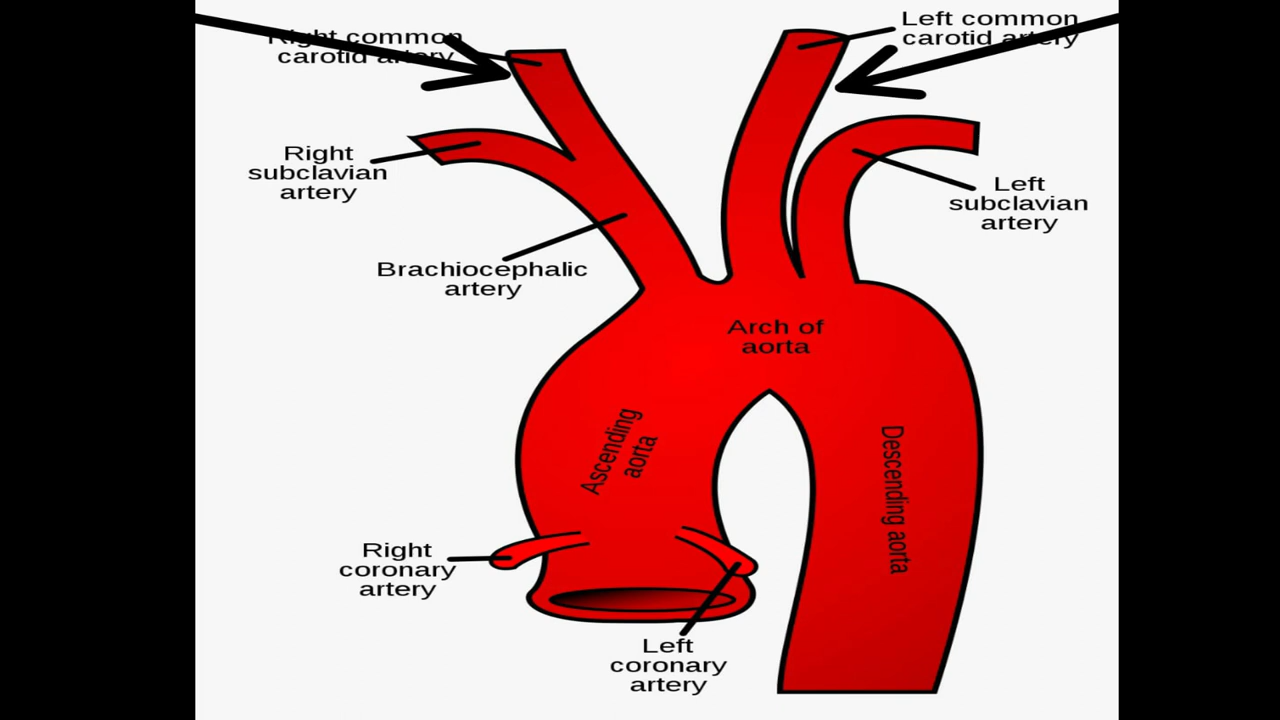 Right common
carotid artery
Left common
carotid artery
Right
subclavian
artery
Left
subclavian
artery
Brachiocephalic
artery
Arch of
aorta
Ascending
aorta
Descending aorta
Right
coronary
artery
Left
coronary
artery